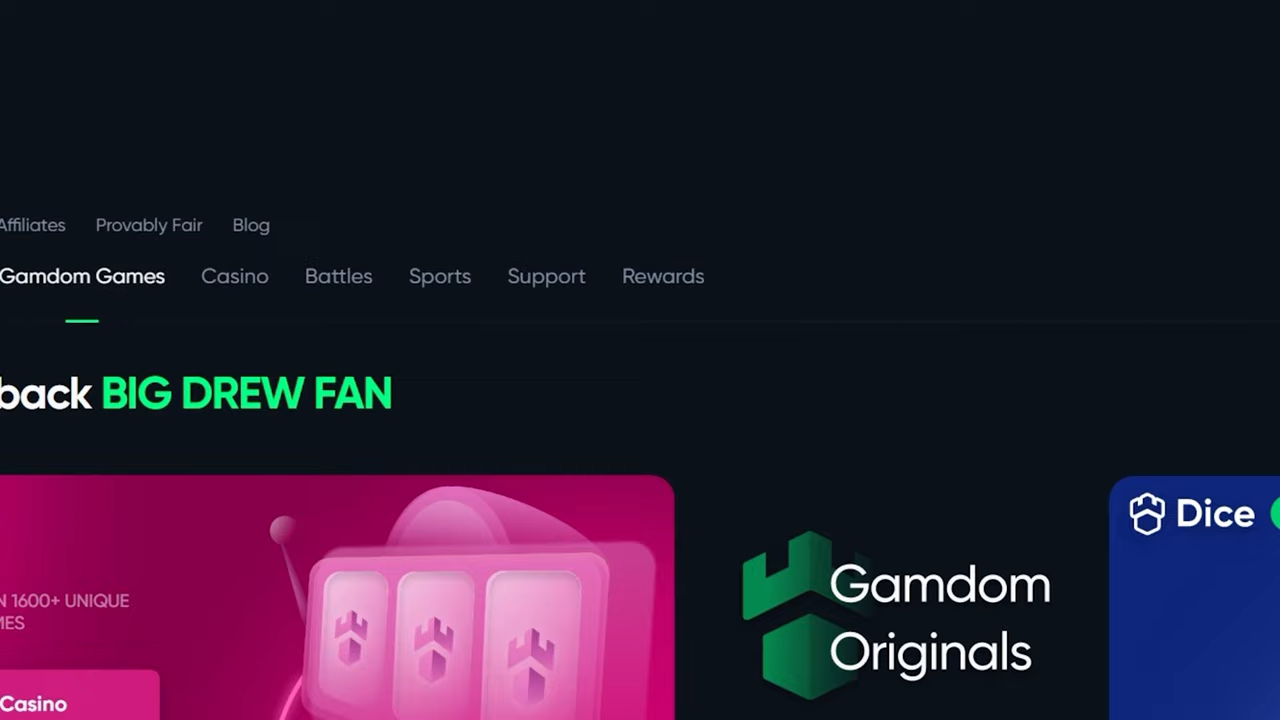 Affiliates Provably Fair Blog
Gamdom Games Casino Battles Sports Support Rewards
back BIG DREW FAN
Dice
N 1600+ UNIQUE
MES
Gamdom
Originals
Casino